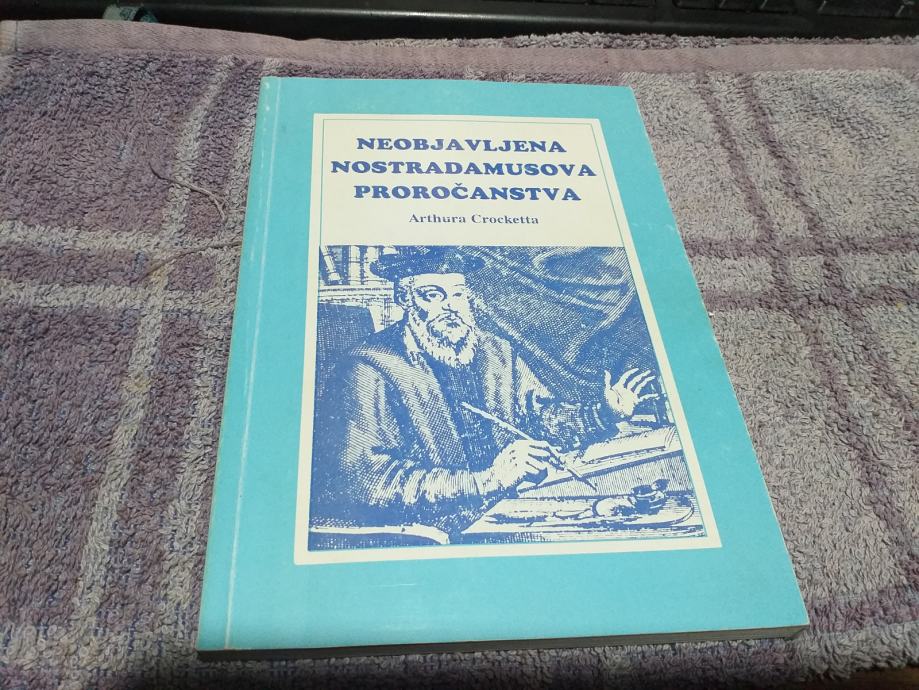 NEOBJAVLJENA
NOSTRADAMUSOVA
PROROČANSTVA
Arthura Crocketta